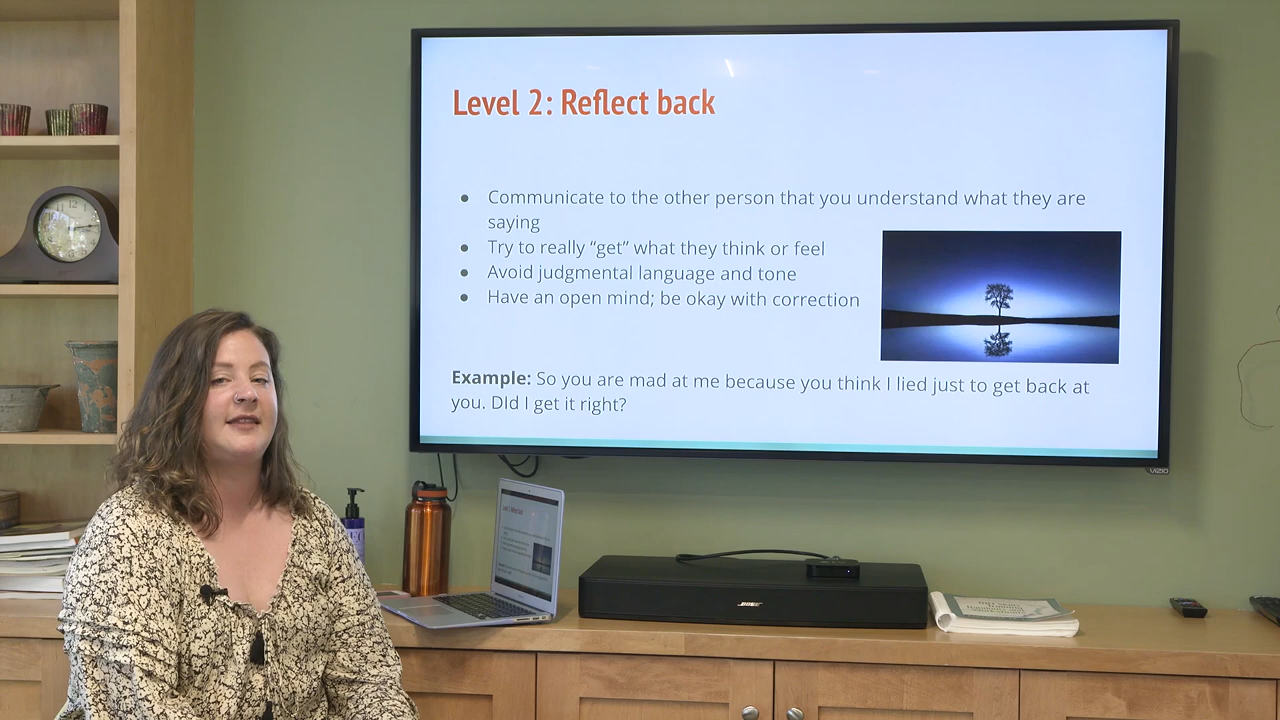 Level 2: Reflect back
● Communicate to the other person that you understand what they are
saying
● Try to really “get” what they think or feel
● Avoid judgmental language and tone
● Have an open mind; be okay with correction
Example: So you are mad at me because you think I lied just to get back at
you. DId I get it right?
VIZIO
BOSE